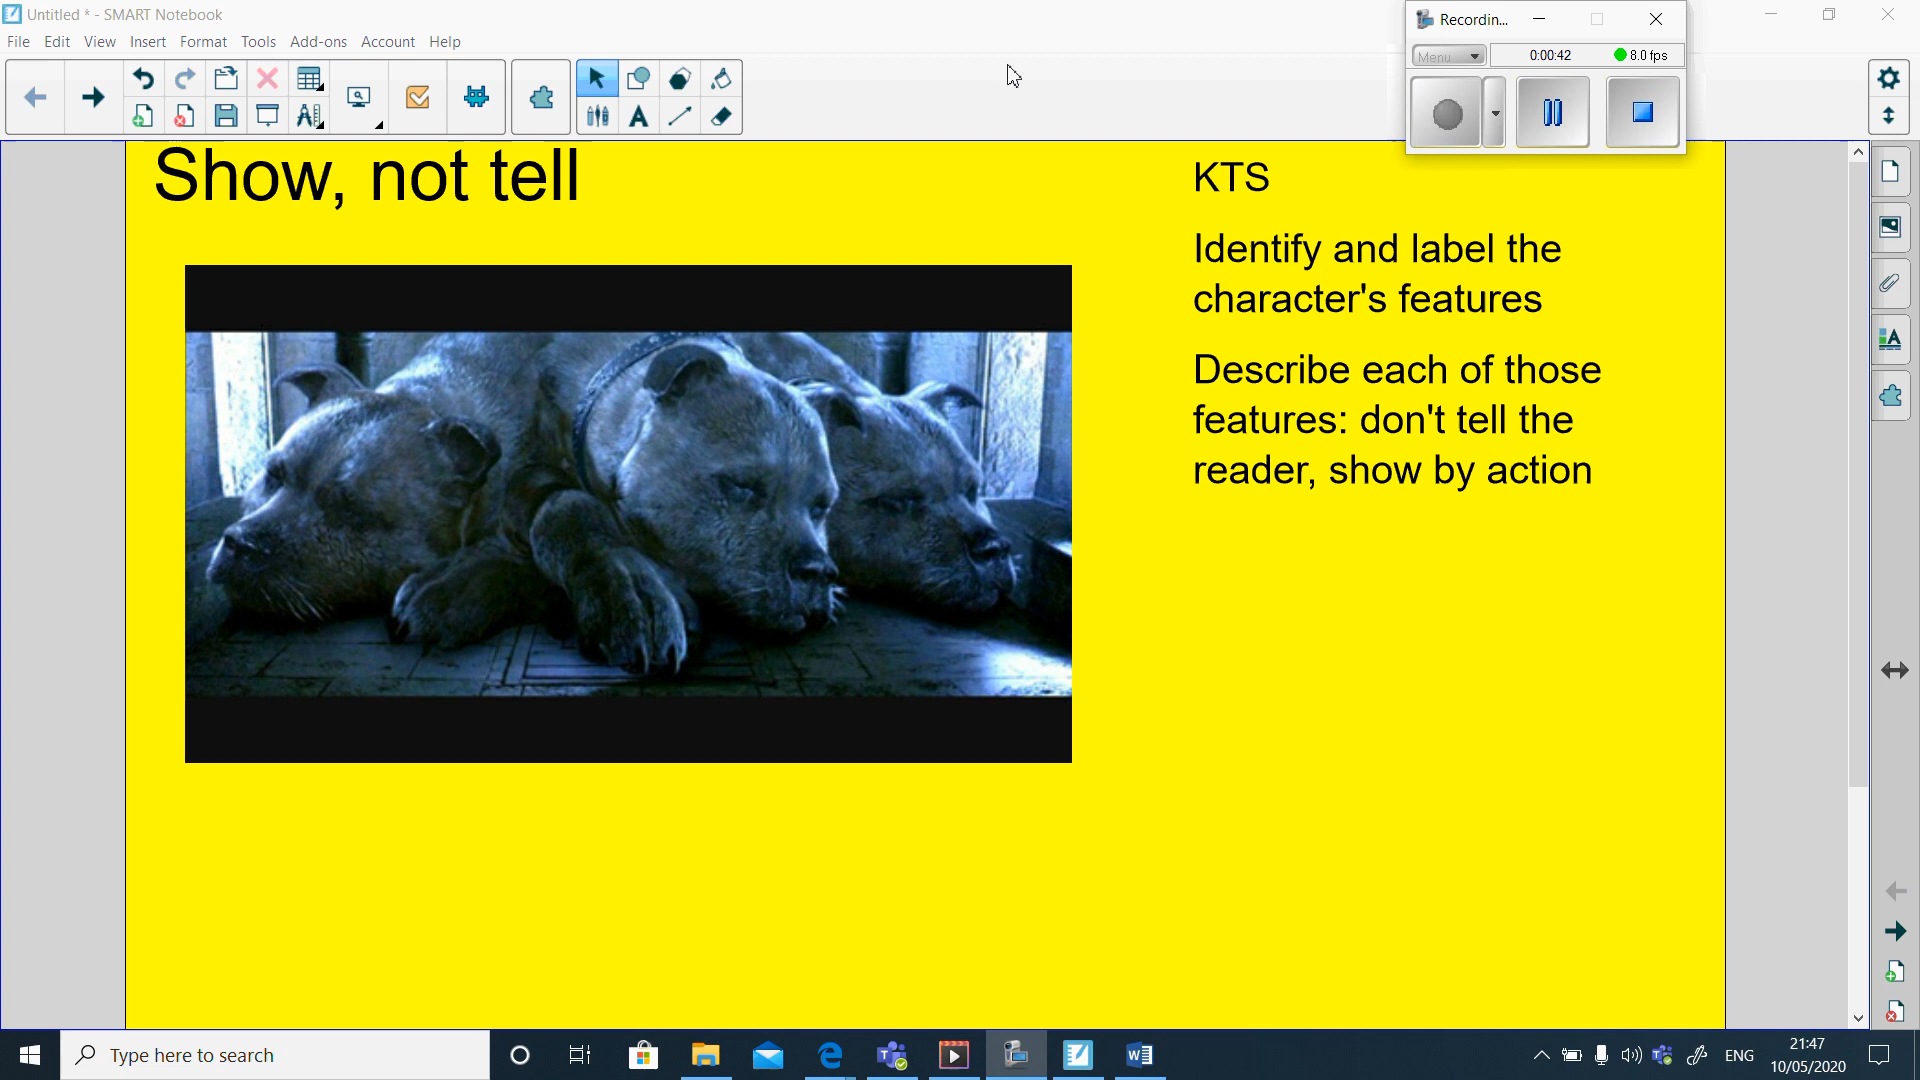 Untitled * - SMART Notebook
Recordin...
File Edit View Insert Format Tools Add-ons Account Help
Menu 0:00:42 8.0 fps
Show, not tell
KTS
Identify and label the
character's features
Describe each of those
features: don't tell the
reader, show by action
Type here to search
ENG
21:47
10/05/2020